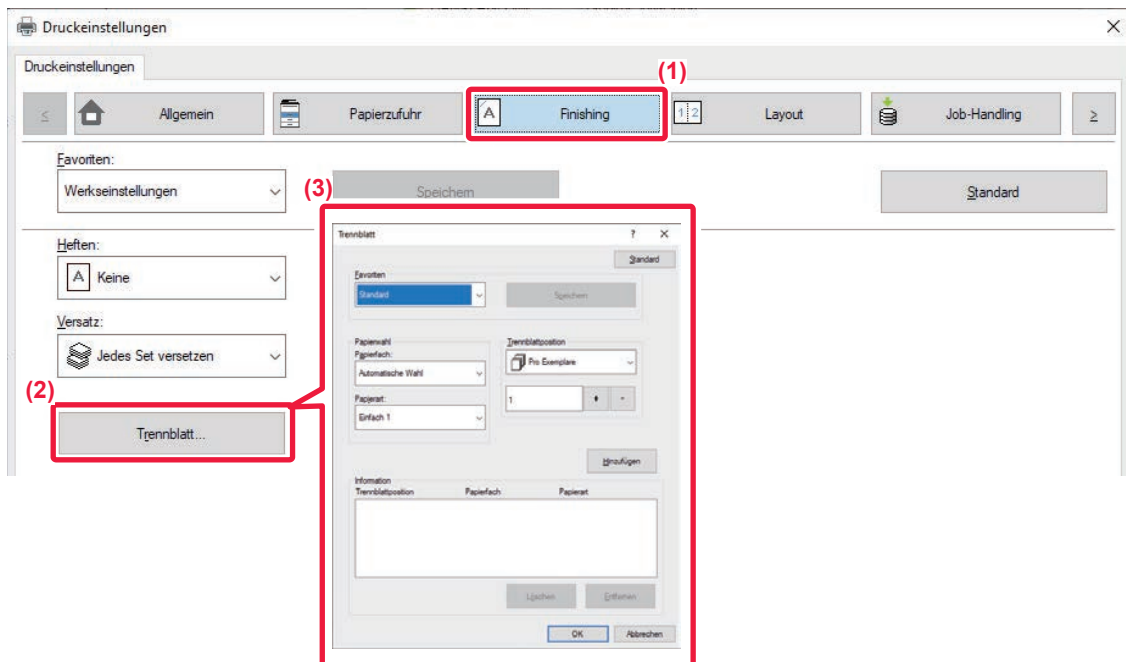 Druckeinstellungen
Druckeinstellungen
(1)
≤ Allgemein Papierzufuhr A Finishing 1 2 Layout Job-Handling ≥
Favoriten:
Werkseinstellungen
(3)
Speichern
Standard
Heften:
A Keine
Versatz:
Jedes Set versetzen
(2)
Trennblatt...
Trennblatt ?
Standard
Favoriten
Standard
Speichern
Papierwahl
Papierfach:
Automatische Wahl
Papierart:
Einfach 1
Trennblattposition
Pro Exemplare
1 + -
Hinzufügen
Information
Trennblattposition Papierfach Papierart
Löschen Entfernen
OK Abbrechen